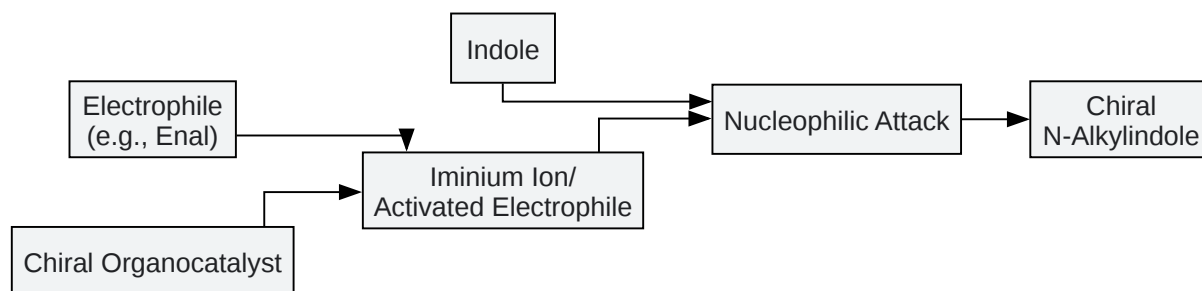 Indole
Electrophile
(e.g., Enal)
Nucleophilic Attack
Chiral
N-Alkylindole
Iminium Ion/
Activated Electrophile
Chiral Organocatalyst